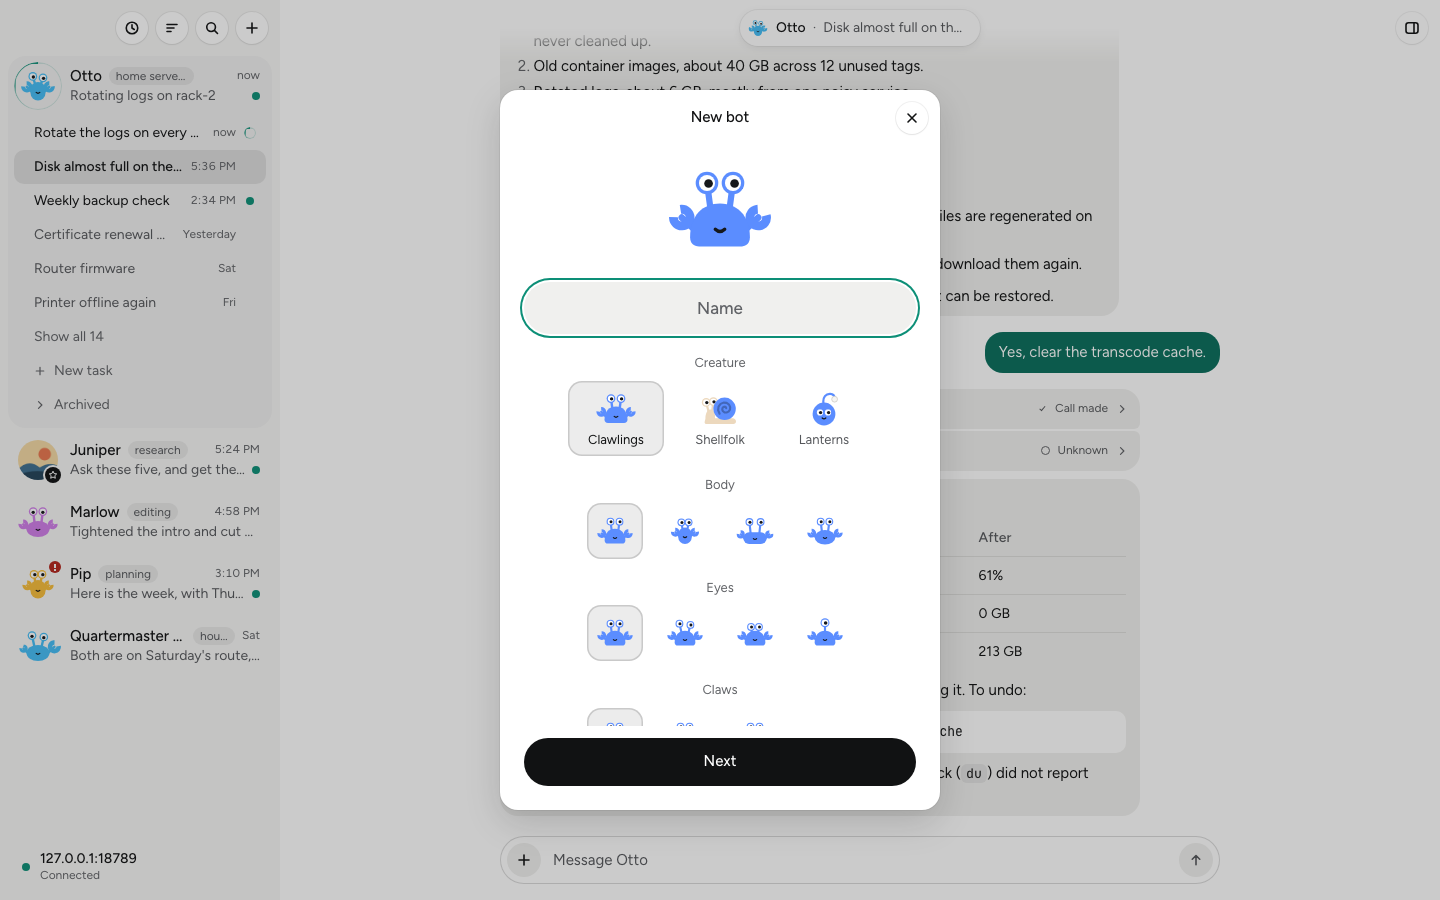 Otto home serve... now
Rotating logs on rack-2
Rotate the logs on every ... now
Disk almost full on the... 5:36 PM
Weekly backup check 2:34 PM
Certificate renewal ... Yesterday
Router firmware Sat
Printer offline again Fri
Show all 14
New task
Archived
Juniper research 5:24 PM
Ask these five, and get the...
Marlow editing 4:58 PM
Tightened the intro and cut ...
Pip planning 3:10 PM
Here is the week, with Thu...
Quartermaster ... hou... Sat
Both are on Saturday's route,...
127.0.0.1:18789
Connected
Otto · Disk almost full on th...
never cleaned up.
2. Old container images, about 40 GB across 12 unused tags.
iles are regenerated on
download them again.
t can be restored.
Yes, clear the transcode cache.
Call made
Unknown
After
61%
0 GB
213 GB
g it. To undo:
che
ck (du) did not report
Message Otto
New bot
Name
Creature
Clawlings
Shellfolk
Lanterns
Body
Eyes
Claws
Next